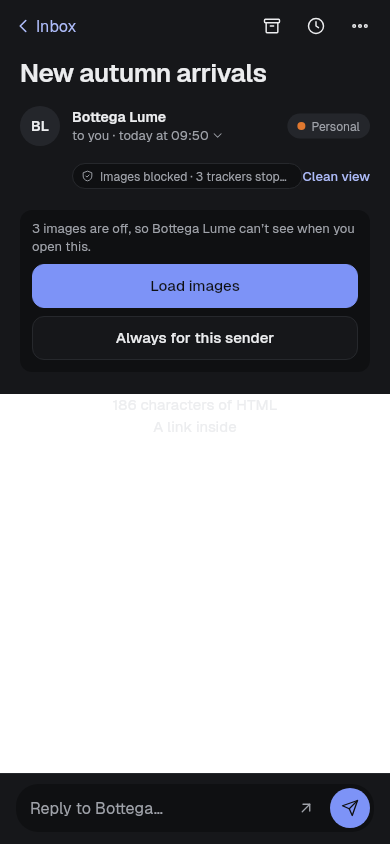 Inbox
New autumn arrivals
BL
Bottega Lume
to you · today at 09:50
Personal
Images blocked · 3 trackers stop…
Clean view
3 images are off, so Bottega Lume can’t see when you
open this.
Load images
Always for this sender
186 characters of HTML
A link inside
Reply to Bottega…